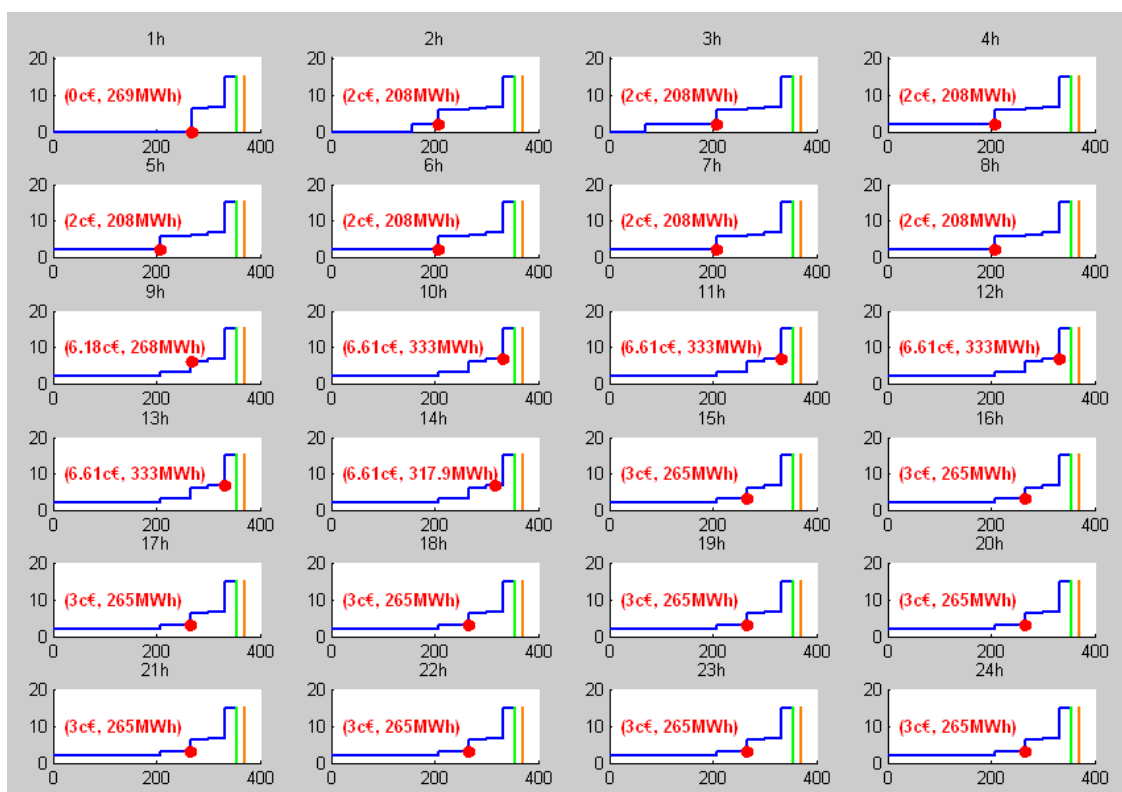 1h 2h 3h 4h
20 20 20 20
(0c€, 269MWh) (2c€, 208MWh) (2c€, 208MWh) (2c€, 208MWh)
10 10 10 10
0 0 0 0
0 200 400 0 200 400 0 200 400 0 200 400
5h 6h 7h 8h
20 20 20 20
(2c€, 208MWh) (2c€, 208MWh) (2c€, 208MWh) (2c€, 208MWh)
10 10 10 10
0 0 0 0
0 200 400 0 200 400 0 200 400 0 200 400
9h 10h 11h 12h
20 20 20 20
(6.18c€, 268MWh) (6.61c€, 333MWh) (6.61c€, 333MWh) (6.61c€, 333MWh)
10 10 10 10
0 0 0 0
0 200 400 0 200 400 0 200 400 0 200 400
13h 14h 15h 16h
20 20 20 20
(6.61c€, 333MWh) (6.61c€, 317.9MWh) (3c€, 265MWh) (3c€, 265MWh)
10 10 10 10
0 0 0 0
0 200 400 0 200 400 0 200 400 0 200 400
17h 18h 19h 20h
20 20 20 20
(3c€, 265MWh) (3c€, 265MWh) (3c€, 265MWh) (3c€, 265MWh)
10 10 10 10
0 0 0 0
0 200 400 0 200 400 0 200 400 0 200 400
21h 22h 23h 24h
20 20 20 20
(3c€, 265MWh) (3c€, 265MWh) (3c€, 265MWh) (3c€, 265MWh)
10 10 10 10
0 0 0 0
0 200 400 0 200 400 0 200 400 0 200 400